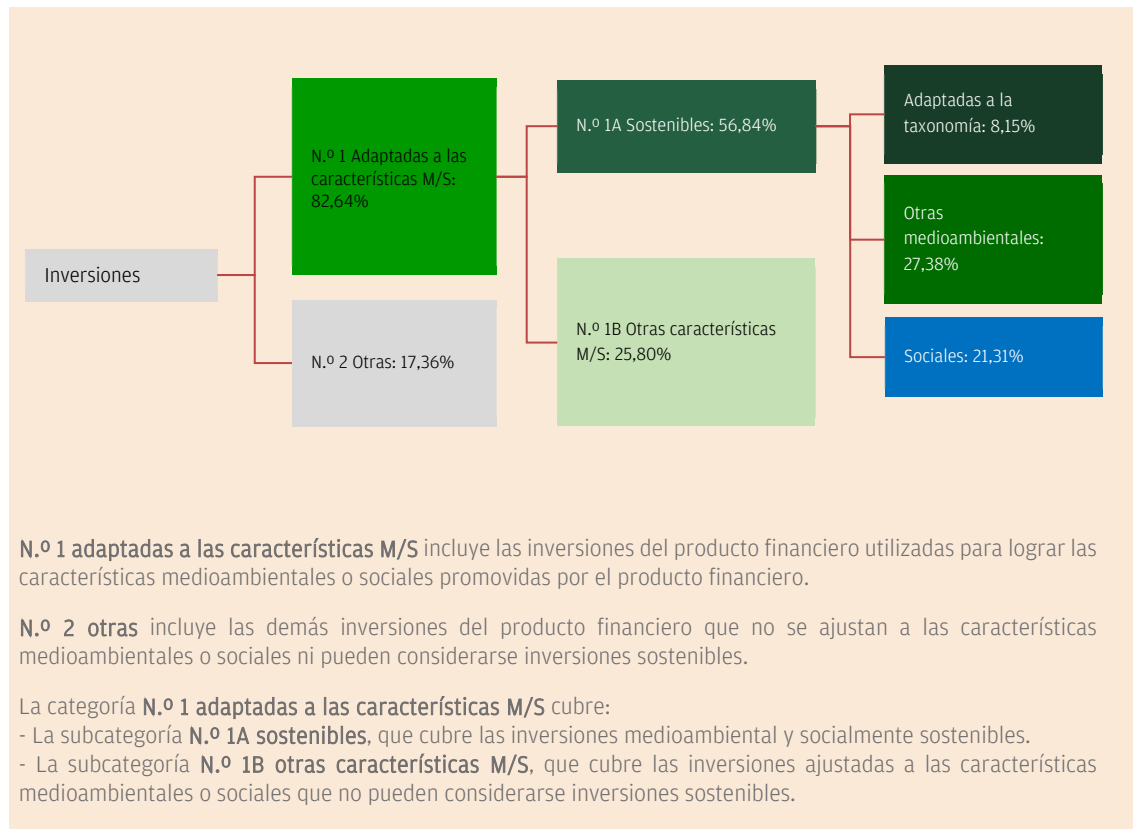 Inversiones
N.º 1 Adaptadas a las
características M/S:
82,64%
N.º 2 Otras: 17,36%
N.º 1A Sostenibles: 56,84%
N.º 1B Otras características
M/S: 25,80%
Adaptadas a la
taxonomía: 8,15%
Otras
medioambientales:
27,38%
Sociales: 21,31%
N.º 1 adaptadas a las características M/S incluye las inversiones del producto financiero utilizadas para lograr las
características medioambientales o sociales promovidas por el producto financiero.
N.º 2 otras incluye las demás inversiones del producto financiero que no se ajustan a las características
medioambientales o sociales ni pueden considerarse inversiones sostenibles.
La categoría N.º 1 adaptadas a las características M/S cubre:
- La subcategoría N.º 1A sostenibles, que cubre las inversiones medioambiental y socialmente sostenibles.
- La subcategoría N.º 1B otras características M/S, que cubre las inversiones ajustadas a las características
medioambientales o sociales que no pueden considerarse inversiones sostenibles.